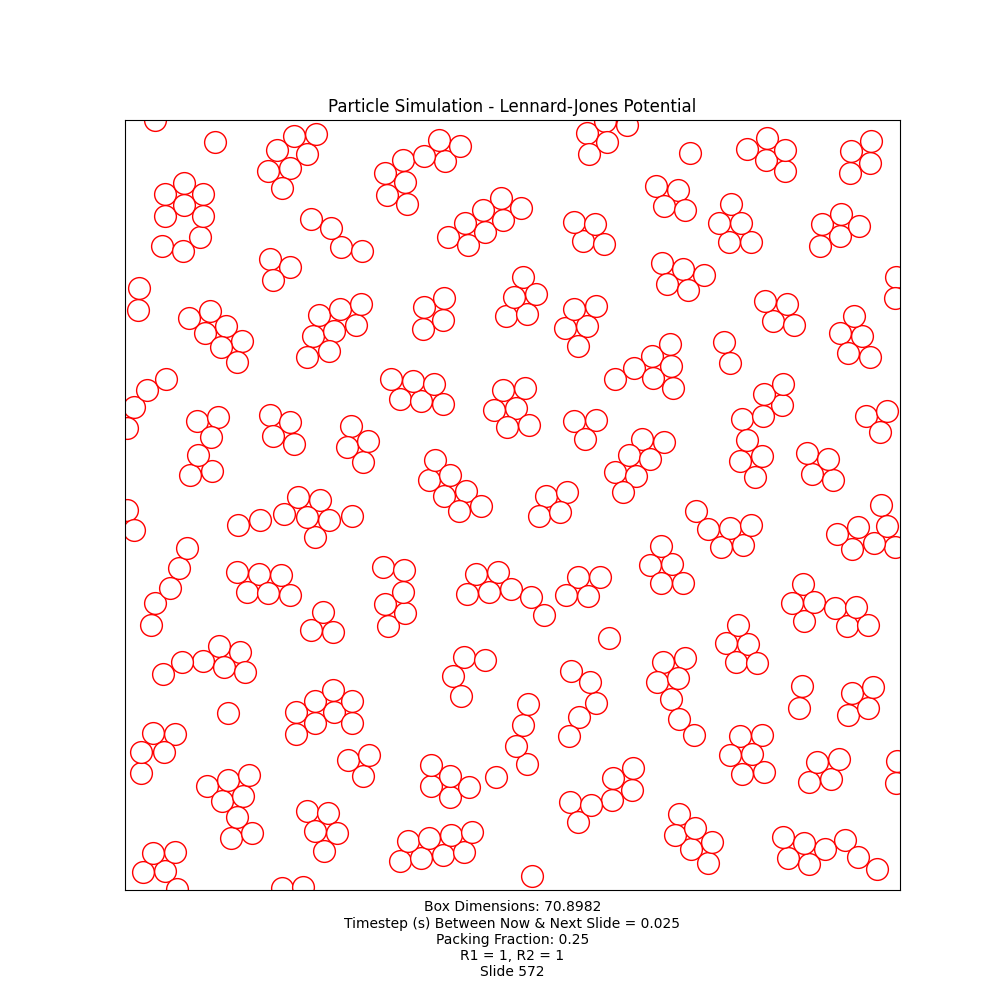 Particle Simulation - Lennard-Jones Potential
Box Dimensions: 70.8982
Timestep (s) Between Now & Next Slide = 0.025
Packing Fraction: 0.25
R1 = 1, R2 = 1
Slide 572